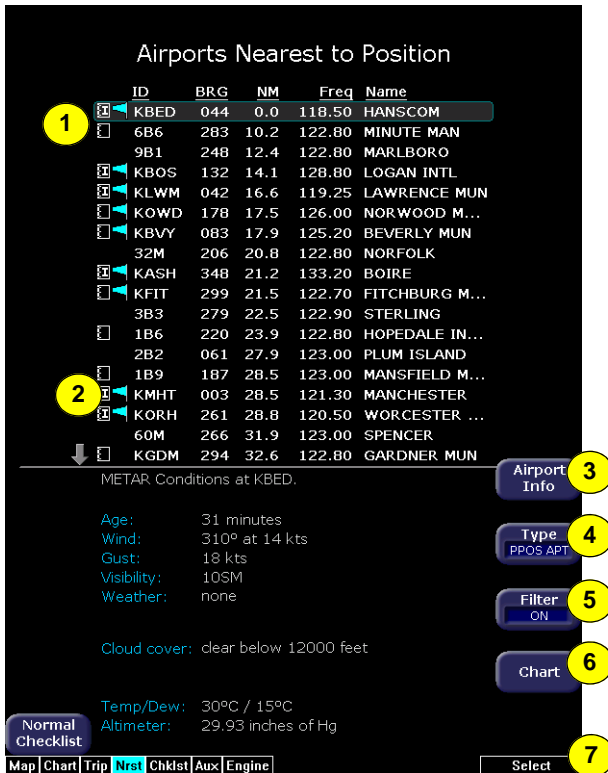 Airports Nearest to Position
ID BRG NM Freq Name
1
I KBED 044 0.0 118.50 HANSCOM
6B6 283 10.2 122.80 MINUTE MAN
9B1 248 12.4 122.80 MARLBORO
I KBOS 132 14.1 128.80 LOGAN INTL
I KLWM 042 16.6 119.25 LAWRENCE MUN
KOWD 178 17.5 126.00 NORWOOD M...
KBVY 083 17.9 125.20 BEVERLY MUN
32M 206 20.8 122.80 NORFOLK
I KASH 348 21.2 133.20 BOIRE
KFIT 299 21.5 122.70 FITCHBURG M...
3B3 279 22.5 122.90 STERLING
1B6 220 23.9 122.80 HOPEDALE IN...
2B2 061 27.9 123.00 PLUM ISLAND
1B9 187 28.5 123.00 MANSFIELD M...
2 I KMHT 003 28.5 121.30 MANCHESTER
I KORH 261 28.8 120.50 WORCESTER ...
60M 266 31.9 123.00 SPENCER
KGDM 294 32.6 122.80 GARDNER MUN
METAR Conditions at KBED.
Age: 31 minutes
Wind: 310º at 14 kts
Gust: 18 kts
Visibility: 10SM
Weather: none
Cloud cover: clear below 12000 feet
Temp/Dew: 30ºC / 15ºC
Altimeter: 29.93 inches of Hg
Airport
Info
3
Type
PPOS APT
4
Filter
ON
5
Chart
6
Normal
Checklist
Map Chart Trip Nrst Chklst Aux Engine
Select
7